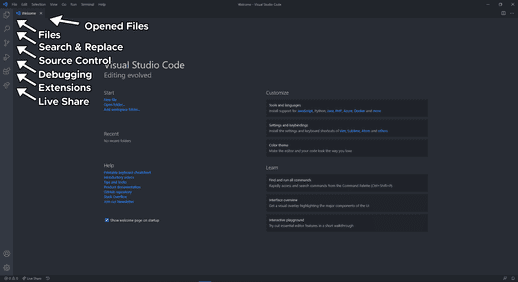 File Edit Selection View Go Run Terminal Help
Welcome - Visual Studio Code
Welcome
Opened Files
Files
Search & Replace
Source Control
Debugging
Extensions
Live Share
Visual Studio Code
Editing evolved
Start
New file
Open folder...
Add workspace folder...
Recent
No recent folders
Help
Printable keyboard cheatsheet
Introductory videos
Tips and Tricks
Product documentation
GitHub repository
Stack Overflow
Join our Newsletter
Show welcome page on startup
Customize
Tools and languages
Install support for JavaScript, Python, Java, PHP, Azure, Docker and more
Settings and keybindings
Install the settings and keyboard shortcuts of Vim, Sublime, Atom and others
Color theme
Make the editor and your code look the way you love
Learn
Find and run all commands
Rapidly access and search commands from the Command Palette (Ctrl+Shift+P)
Interface overview
Get a visual overlay highlighting the major components of the UI
Interactive playground
Try out essential editor features in a short walkthrough
0 0 Live Share